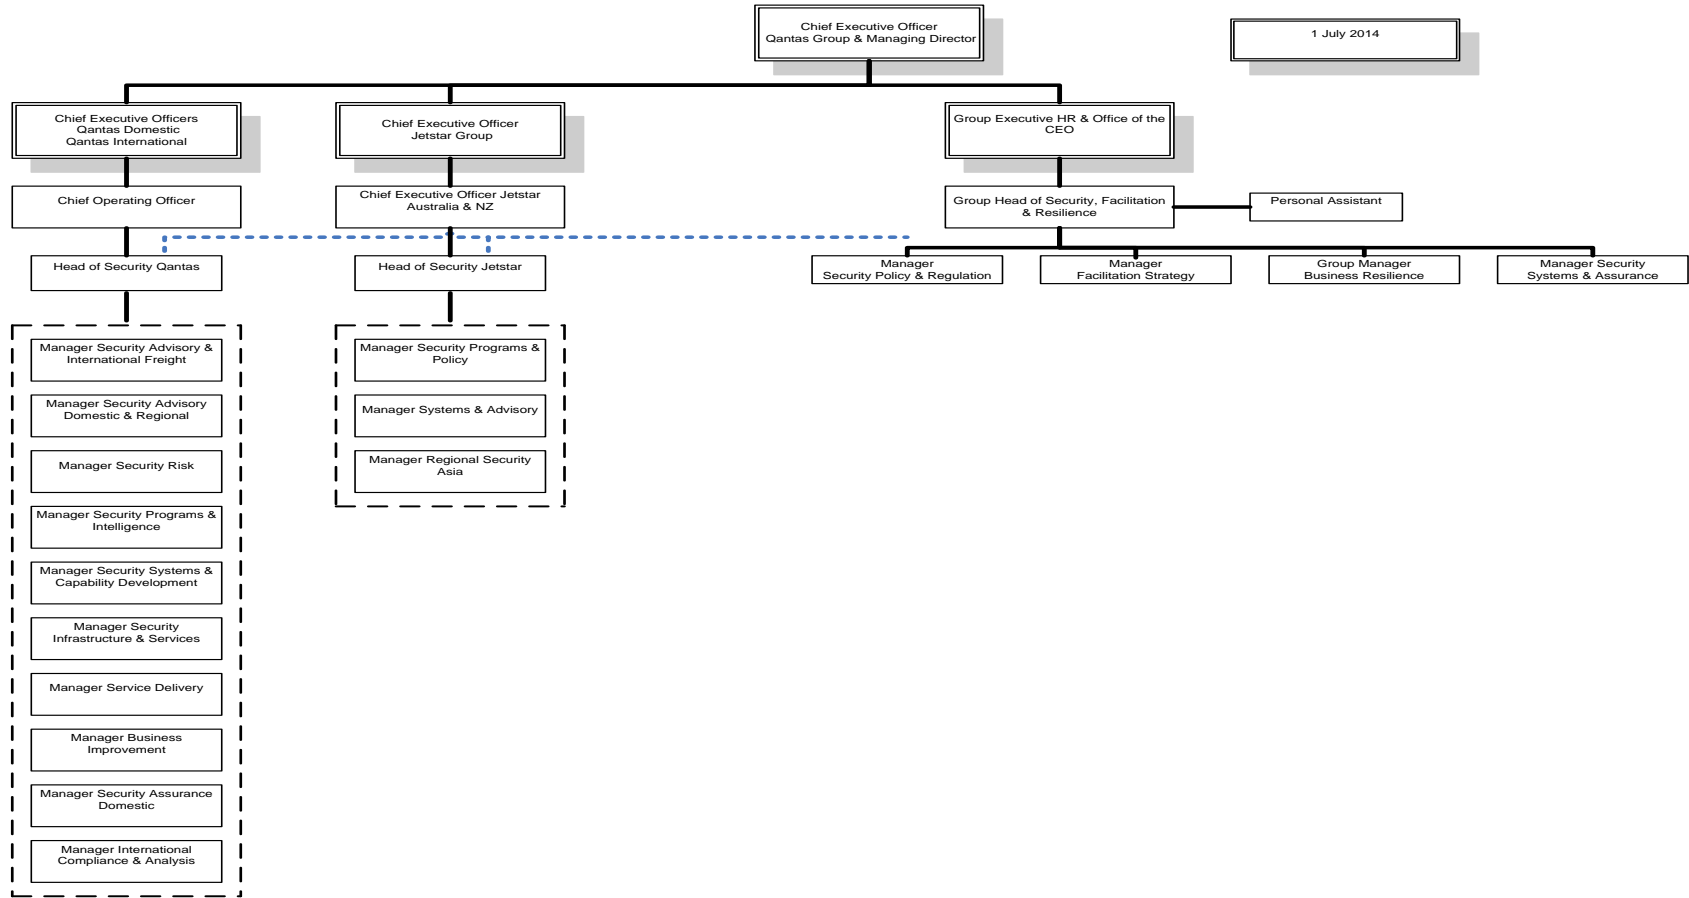 Chief Executive Officer
Qantas Group & Managing Director
1 July 2014
Chief Executive Officers
Qantas Domestic
Qantas International
Chief Executive Officer
Jetstar Group
Group Executive HR & Office of the
CEO
Chief Operating Officer
Chief Executive Officer Jetstar
Australia & NZ
Group Head of Security, Facilitation
& Resilience
Personal Assistant
Head of Security Qantas
Head of Security Jetstar
Manager
Security Policy & Regulation
Manager
Facilitation Strategy
Group Manager
Business Resilience
Manager Security
Systems & Assurance
Manager Security Advisory &
International Freight
Manager Security Advisory
Domestic & Regional
Manager Security Risk
Manager Security Programs &
Intelligence
Manager Security Systems &
Capability Development
Manager Security
Infrastructure & Services
Manager Service Delivery
Manager Business
Improvement
Manager Security Assurance
Domestic
Manager International
Compliance & Analysis
Manager Security Programs &
Policy
Manager Systems & Advisory
Manager Regional Security
Asia